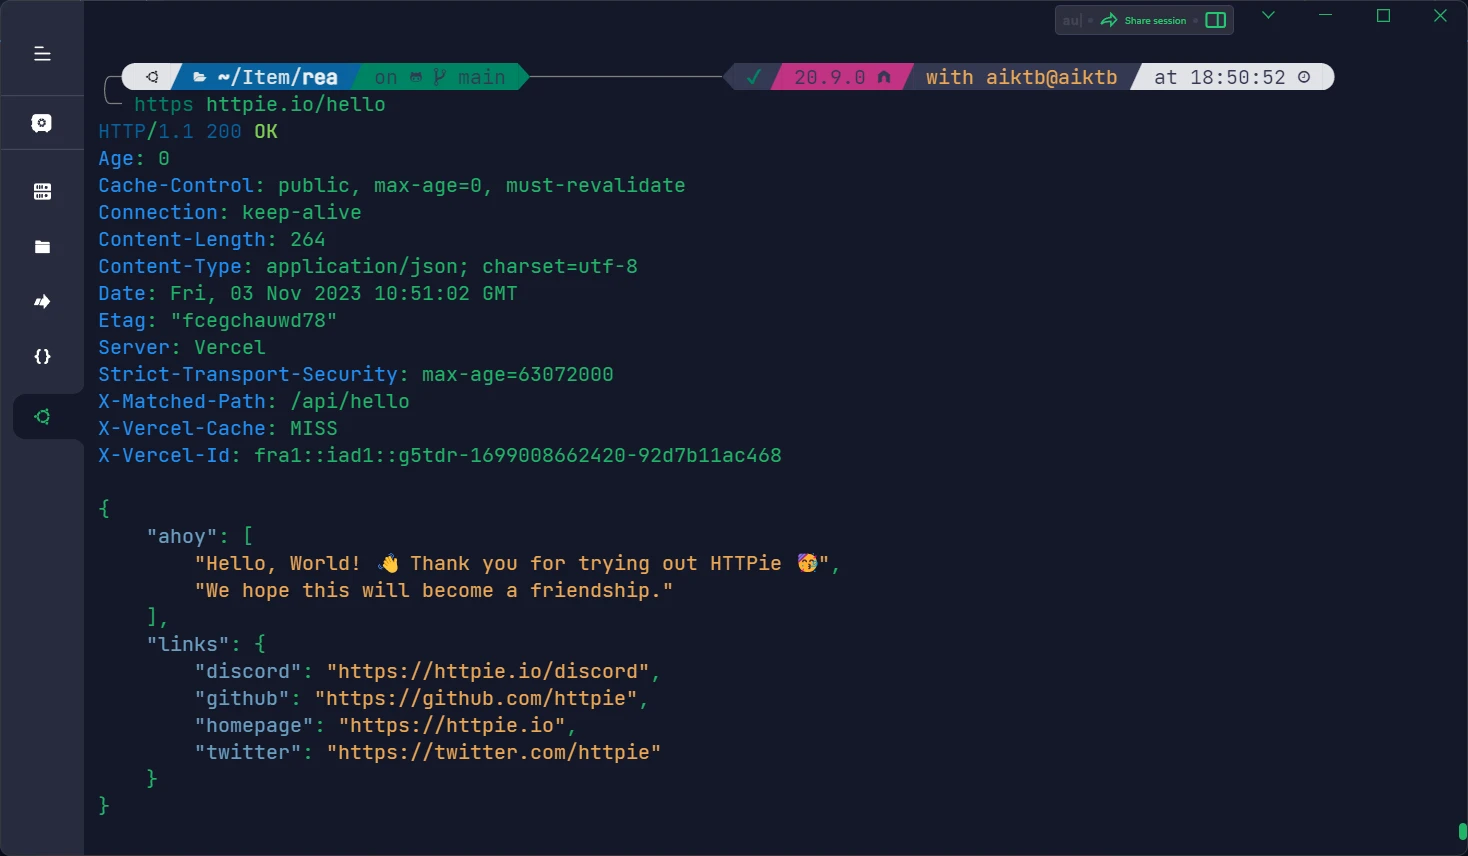 au Share session
~/Item/rea on main 20.9.0 with aiktb@aiktb at 18:50:52
https httpie.io/hello
HTTP/1.1 200 OK
Age: 0
Cache-Control: public, max-age=0, must-revalidate
Connection: keep-alive
Content-Length: 264
Content-Type: application/json; charset=utf-8
Date: Fri, 03 Nov 2023 10:51:02 GMT
Etag: "fcegchauwd78"
Server: Vercel
Strict-Transport-Security: max-age=63072000
X-Matched-Path: /api/hello
X-Vercel-Cache: MISS
X-Vercel-Id: fra1::iad1::g5tdr-1699008662420-92d7b11ac468
{
"ahoy": [
"Hello, World! 👋 Thank you for trying out HTTPie 🥳",
"We hope this will become a friendship."
],
"links": {
"discord": "https://httpie.io/discord",
"github": "https://github.com/httpie",
"homepage": "https://httpie.io",
"twitter": "https://twitter.com/httpie"
}
}